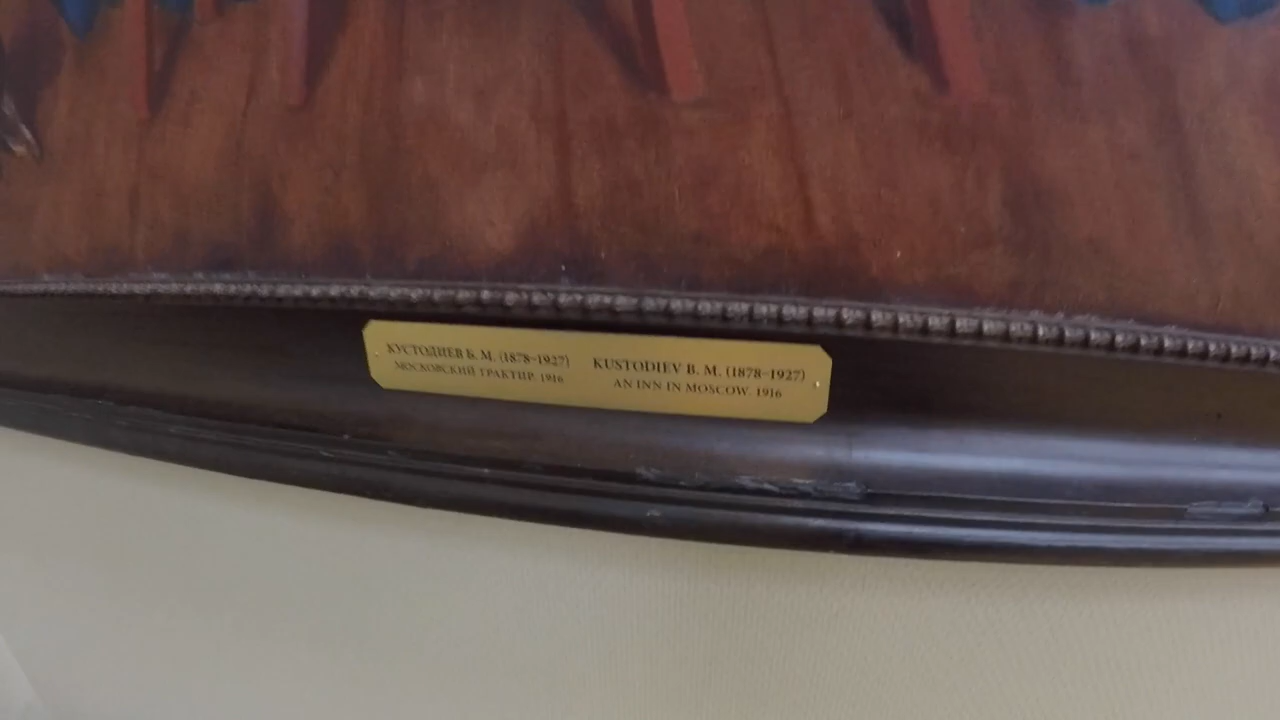 КУСТОДИЕВ Б. М. (1878–1927)
МОСКОВСКИЙ ТРАКТИР. 1916
KUSTODIEV B. M. (1878–1927)
AN INN IN MOSCOW. 1916